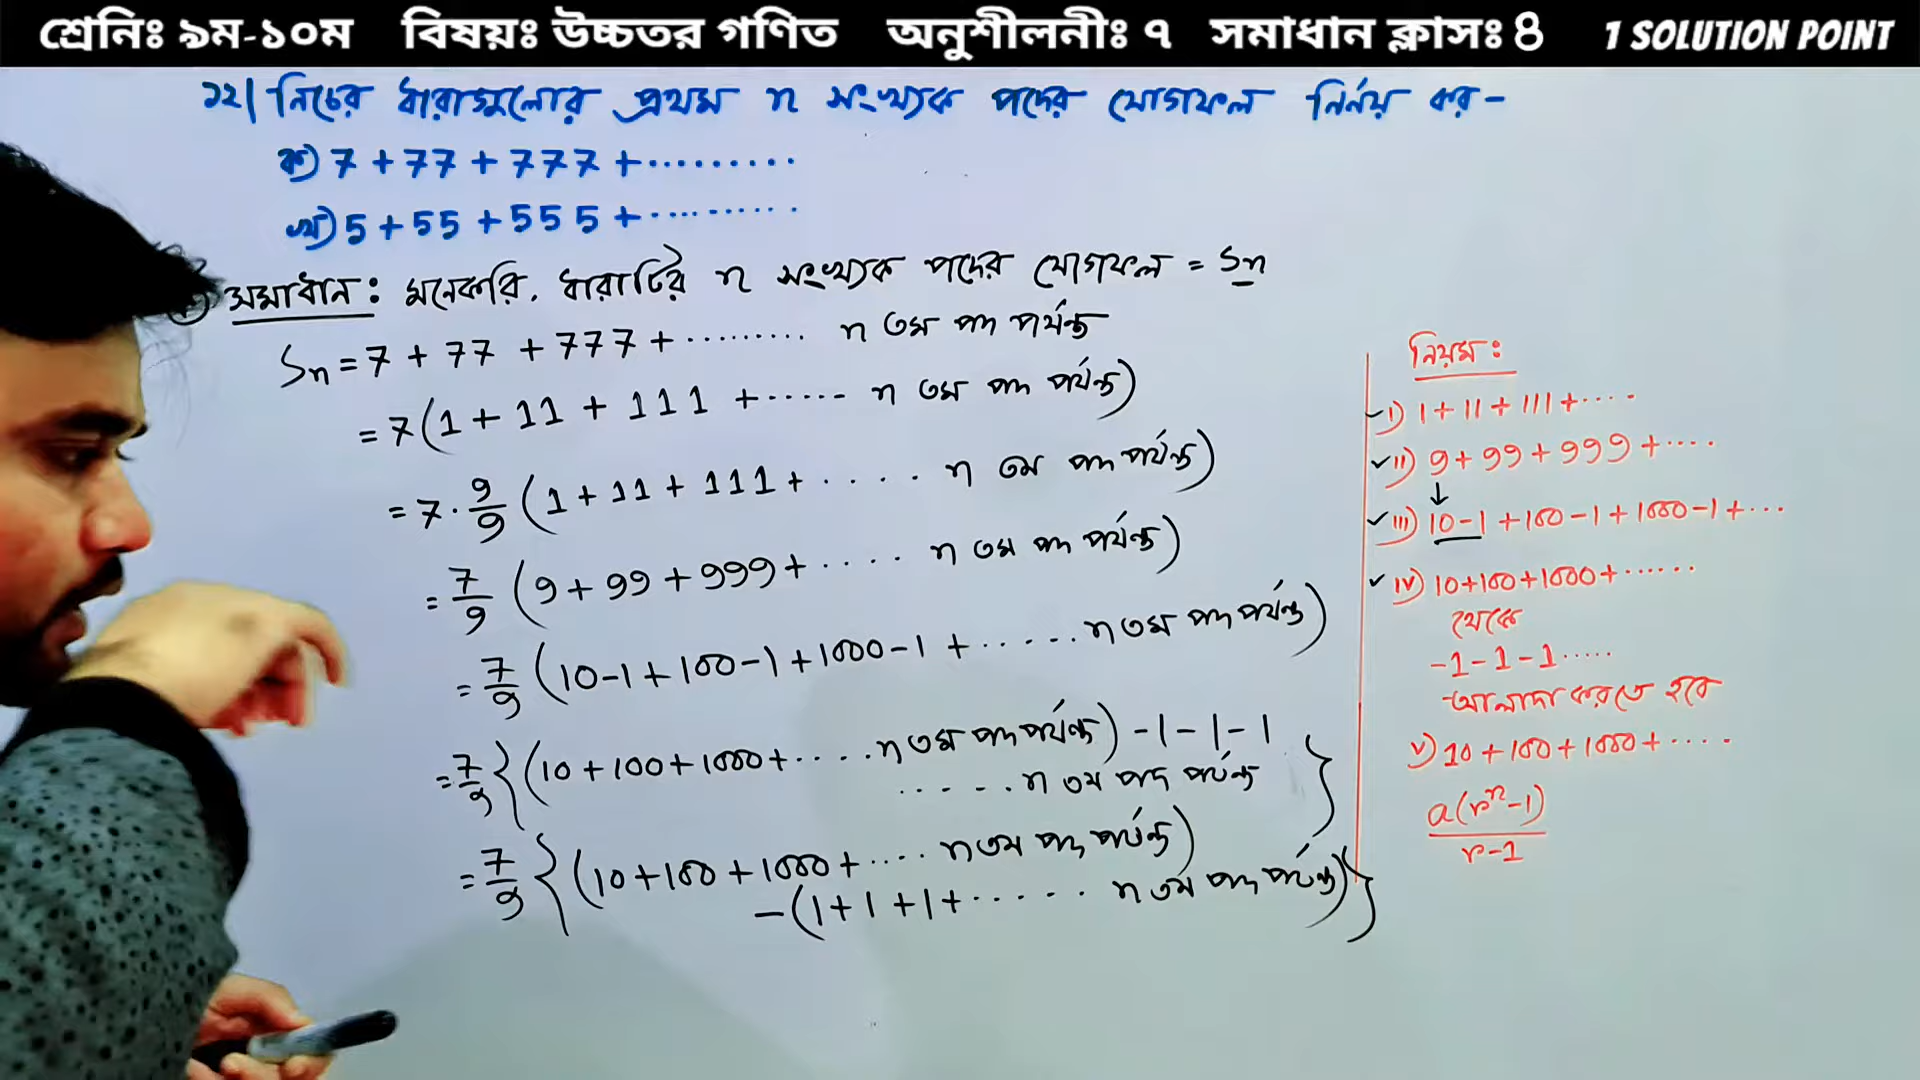 শ্রেনিঃ ৯ম-১০ম বিষয়ঃ উচ্চতর গণিত অনুশীলনীঃ ৭ সমাধান ক্লাসঃ 8 1 SOLUTION POINT
১২| নিচের ধারাগুলোর প্রথম n সংখ্যক পদের যোগফল নির্নয় কর-
ক) 7 + 77 + 777 + .........
খ) 5 + 55 + 555 + ..........
সমাধান: মনেকরি, ধারাটির n সংখ্যক পদের যোগফল = Sn
Sn = 7 + 77 + 777 + ......... n তম পদ পর্যন্ত
= 7(1 + 11 + 111 + ..... n তম পদ পর্যন্ত)
= 7 · 9/9 (1 + 11 + 111 + .... n তম পদ পর্যন্ত)
= 7/9 (9 + 99 + 999 + .... n তম পদ পর্যন্ত)
= 7/9 (10-1 + 100-1 + 1000-1 + ..... n তম পদ পর্যন্ত)
= 7/9 {(10 + 100 + 1000 + .... n তম পদ পর্যন্ত) -1-1-1
..... n তম পদ পর্যন্ত }
= 7/9 {(10 + 100 + 1000 + .... n তম পদ পর্যন্ত)
-(1 + 1 + 1 + ..... n তম পদ পর্যন্ত)}
নিয়ম:
i) 1 + 11 + 111 + ....
ii) 9 + 99 + 999 + ....
iii) 10-1 + 100-1 + 1000-1 + ...
iv) 10 + 100 + 1000 + ......
থেকে
-1-1-1.....
আলাদা করতে হবে
v) 10 + 100 + 1000 + ....
a(r^n-1)
r-1